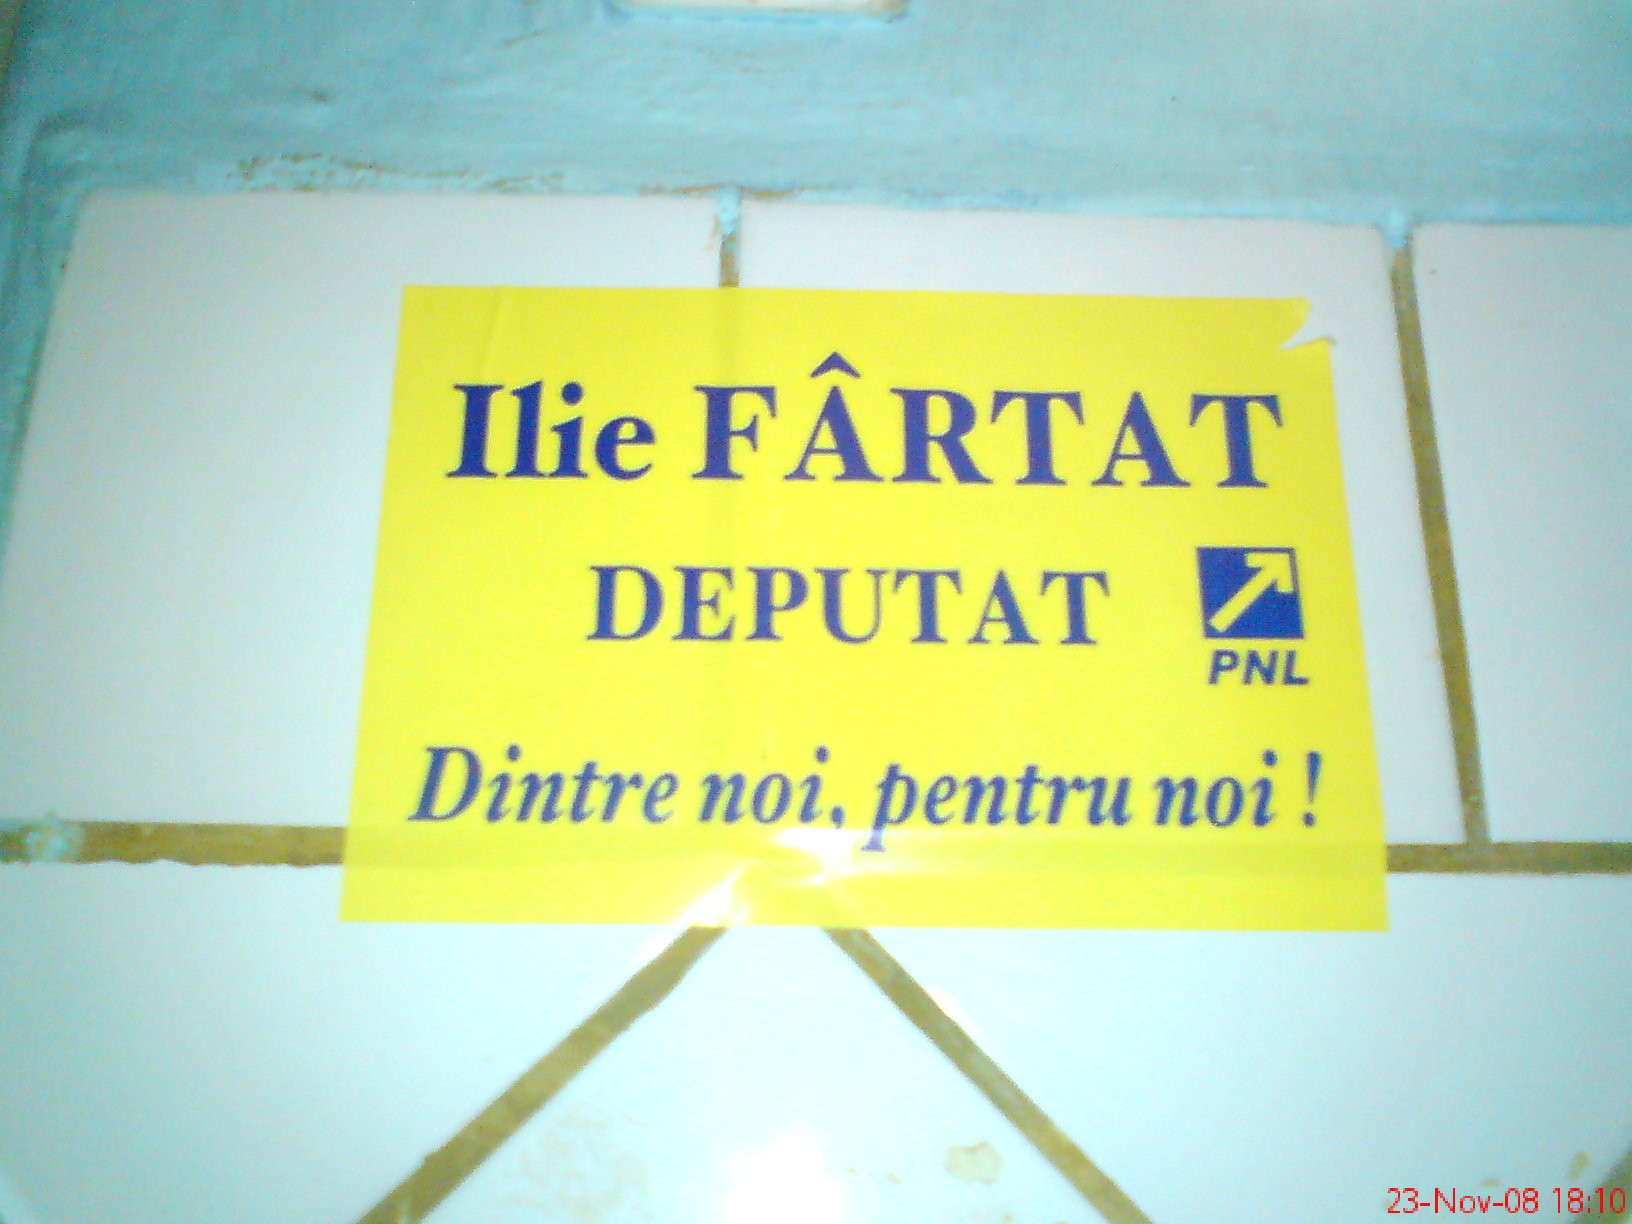 Ilie FÂRTAT
DEPUTAT
PNL
Dintre noi, pentru noi !
23-Nov-08 18:10